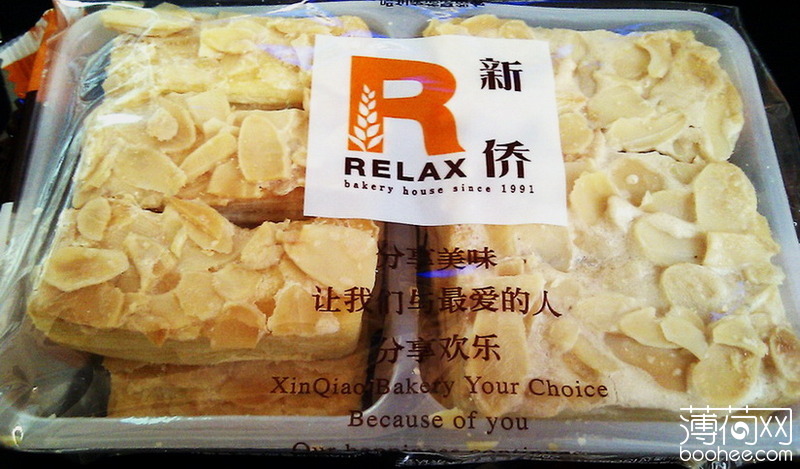 新侨
R
RELAX
bakery house since 1991
分享美味
让我们与最爱的人
分享欢乐
XinQiao Bakery Your Choice
Because of you
薄荷网
boohee.com